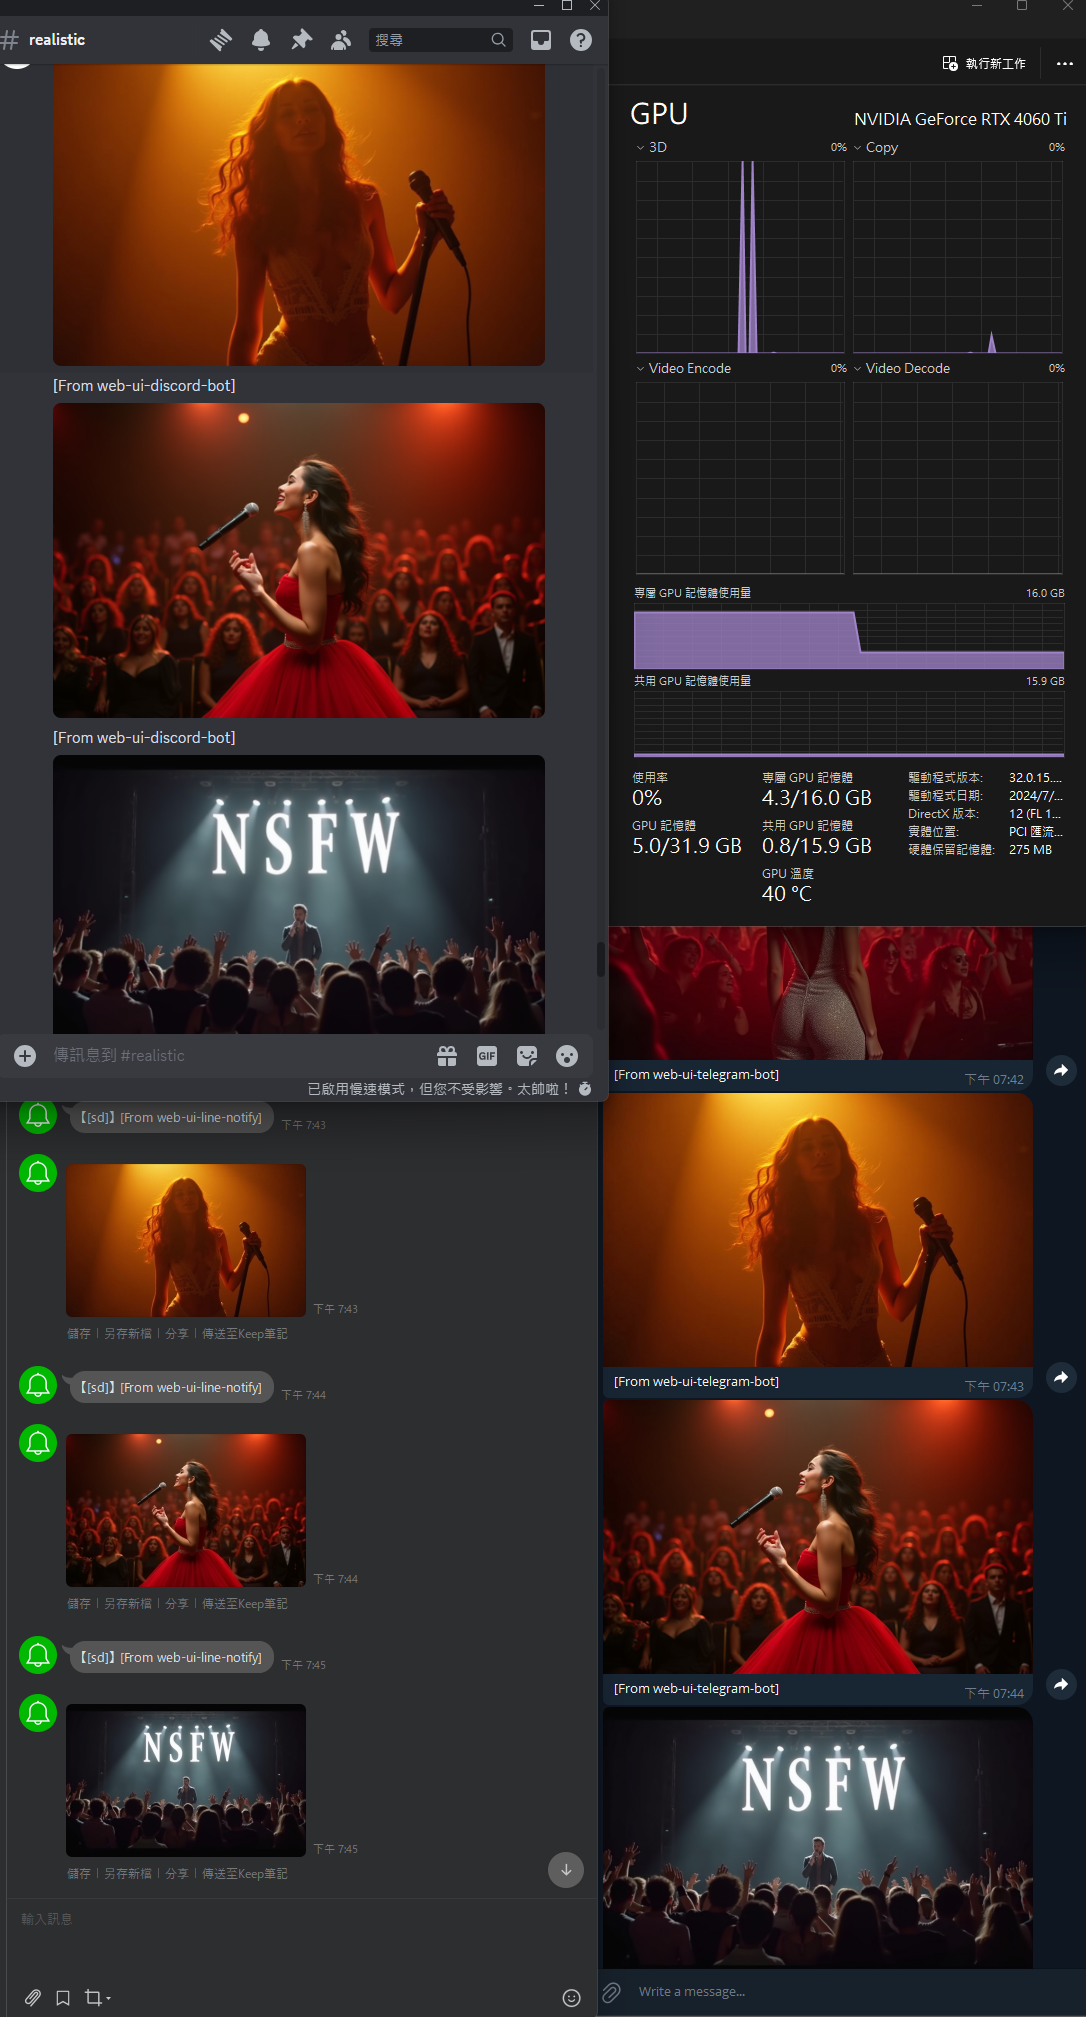 # realistic
搜尋
[From web-ui-discord-bot]
[From web-ui-discord-bot]
NSFW
傳訊息到 #realistic
GIF
已啟用慢速模式，但您不受影響。太帥啦！
執行新工作
GPU
NVIDIA GeForce RTX 4060 Ti
3D 0%
Copy 0%
Video Encode 0%
Video Decode 0%
專屬 GPU 記憶體使用量 16.0 GB
共用 GPU 記憶體使用量 15.9 GB
使用率
0%
專屬 GPU 記憶體
4.3/16.0 GB
GPU 記憶體
5.0/31.9 GB
共用 GPU 記憶體
0.8/15.9 GB
GPU 溫度
40 °C
驅動程式版本: 32.0.15....
驅動程式日期: 2024/7/...
DirectX 版本: 12 (FL 1...
實體位置: PCI 匯流...
硬體保留記憶體: 275 MB
【[sd]】[From web-ui-line-notify]
下午 7:43
下午 7:43
儲存｜另存新檔｜分享｜傳送至Keep筆記
【[sd]】[From web-ui-line-notify]
下午 7:44
下午 7:44
儲存｜另存新檔｜分享｜傳送至Keep筆記
【[sd]】[From web-ui-line-notify]
下午 7:45
NSFW
下午 7:45
儲存｜另存新檔｜分享｜傳送至Keep筆記
輸入訊息
[From web-ui-telegram-bot]
下午 07:42
[From web-ui-telegram-bot]
下午 07:43
[From web-ui-telegram-bot]
下午 07:44
NSFW
Write a message...